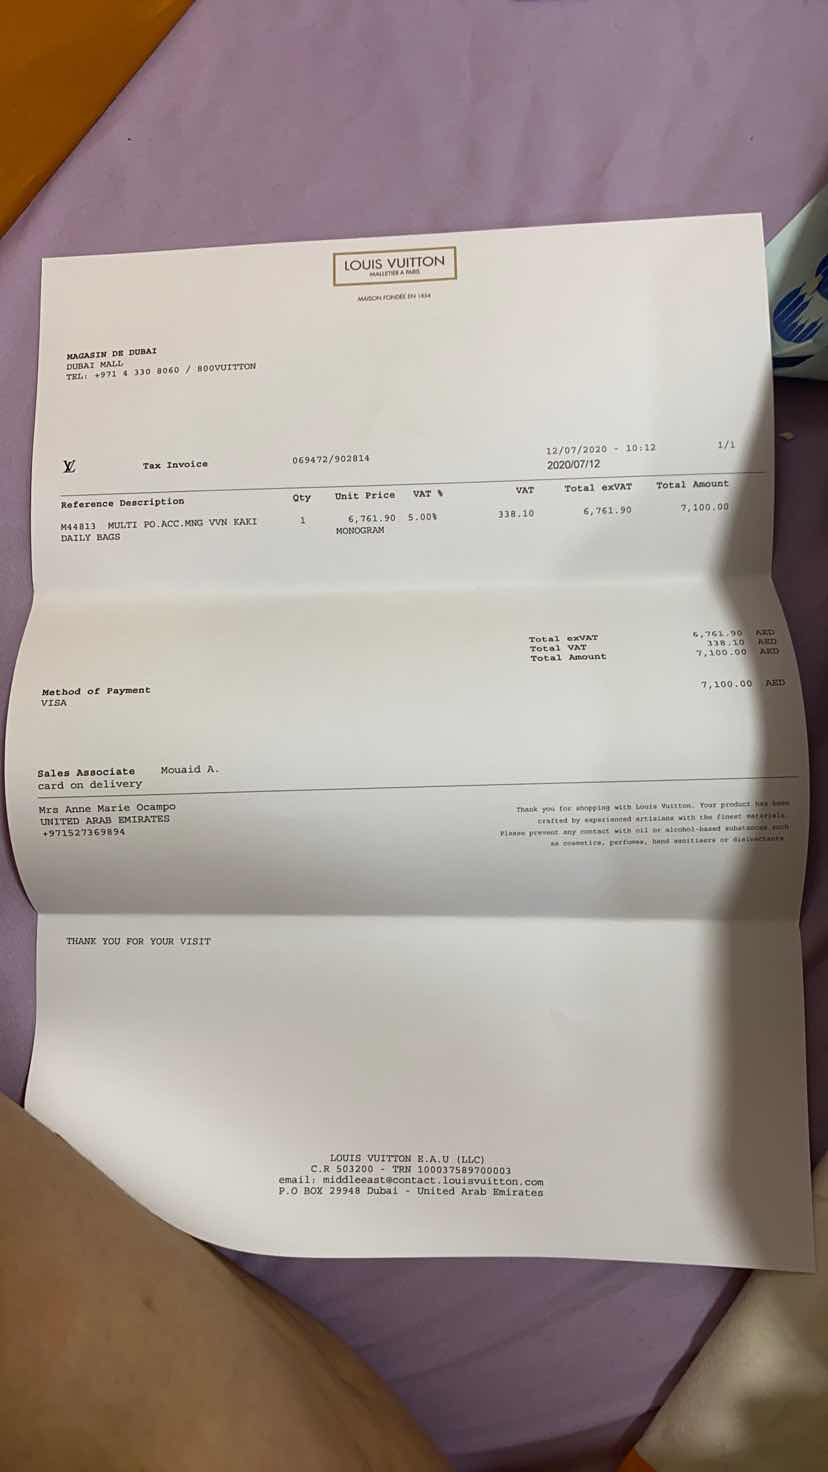 LOUIS VUITTON
MALLETIER A PARIS
MAISON FONDÉE EN 1854
MAGASIN DE DUBAI
DUBAI MALL
TEL: +971 4 330 8060 / 800VUITTON
LV Tax Invoice 069472/902814 12/07/2020 - 10:12 1/1
2020/07/12
Reference Description Qty Unit Price VAT % VAT Total exVAT Total Amount
M44813 MULTI PO.ACC.MNG VVN KAKI 1 6,761.90 5.00% 338.10 6,761.90 7,100.00
DAILY BAGS MONOGRAM
Total exVAT 6,761.90 AED
Total VAT 338.10 AED
Total Amount 7,100.00 AED
Method of Payment 7,100.00 AED
VISA
Sales Associate Mouaid A.
card on delivery
Mrs Anne Marie Ocampo
UNITED ARAB EMIRATES
+971527369894
Thank you for shopping with Louis Vuitton. Your product has been
crafted by experienced artisians with the finest materials.
Please prevent any contact with oil or alcohol-based substances such
as cosmetics, perfumes, hand sanitisers or disivectants
THANK YOU FOR YOUR VISIT
LOUIS VUITTON E.A.U (LLC)
C.R 503200 - TRN 100037589700003
email: middleeast@contact.louisvuitton.com
P.O BOX 29948 Dubai - United Arab Emirates